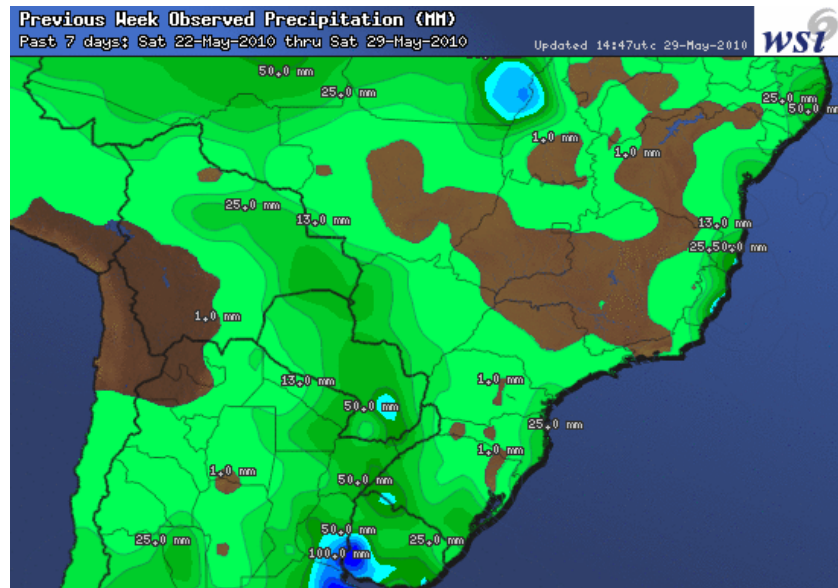 Previous Week Observed Precipitation (MM)
Past 7 days: Sat 22-May-2010 thru Sat 29-May-2010
Updated 14:47utc 29-May-2010
wsi
50.0 mm
25.0 mm
25.0 mm
50.0 mm
1.0 mm
1.0 mm
25.0 mm
13.0 mm
13.0 mm
25.50.0 mm
1.0 mm
13.0 mm
1.0 mm
50.0 mm
25.0 mm
1.0 mm
1.0 mm
50.0 mm
50.0 mm
25.0 mm
25.0 mm
100.0 mm